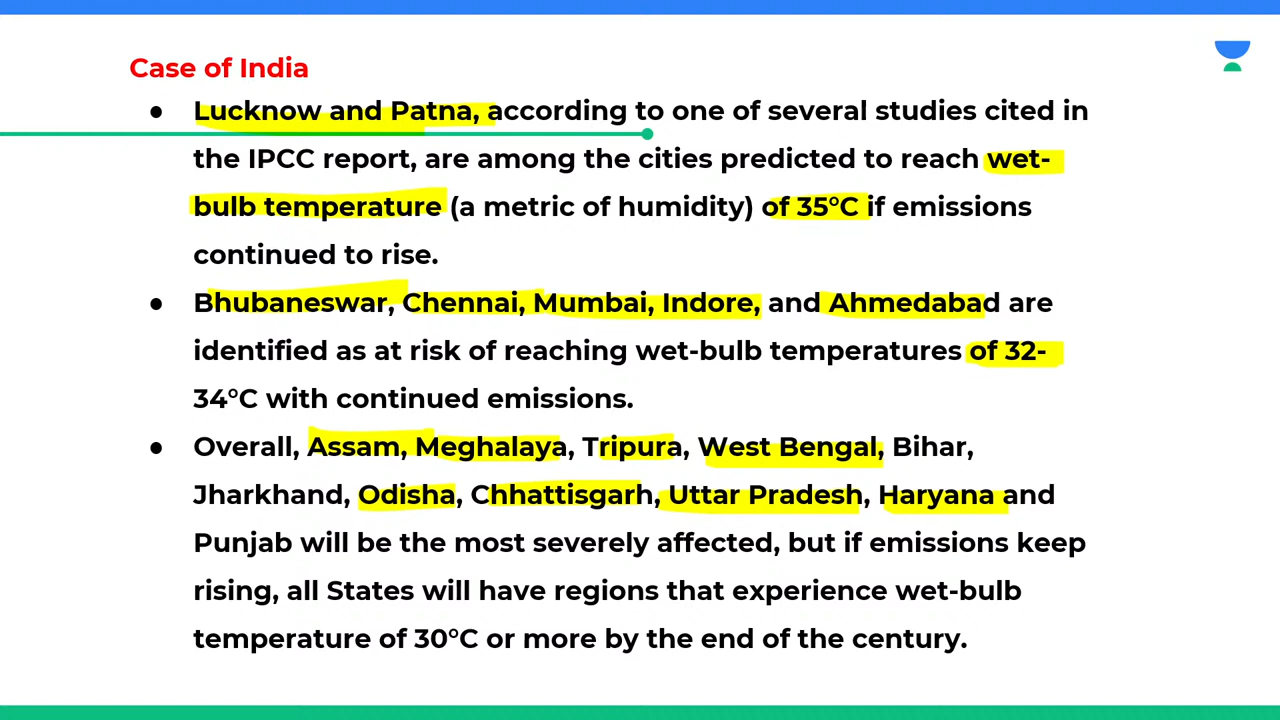 Case of India
● Lucknow and Patna, according to one of several studies cited in
the IPCC report, are among the cities predicted to reach wet-
bulb temperature (a metric of humidity) of 35°C if emissions
continued to rise.
● Bhubaneswar, Chennai, Mumbai, Indore, and Ahmedabad are
identified as at risk of reaching wet-bulb temperatures of 32-
34°C with continued emissions.
● Overall, Assam, Meghalaya, Tripura, West Bengal, Bihar,
Jharkhand, Odisha, Chhattisgarh, Uttar Pradesh, Haryana and
Punjab will be the most severely affected, but if emissions keep
rising, all States will have regions that experience wet-bulb
temperature of 30°C or more by the end of the century.